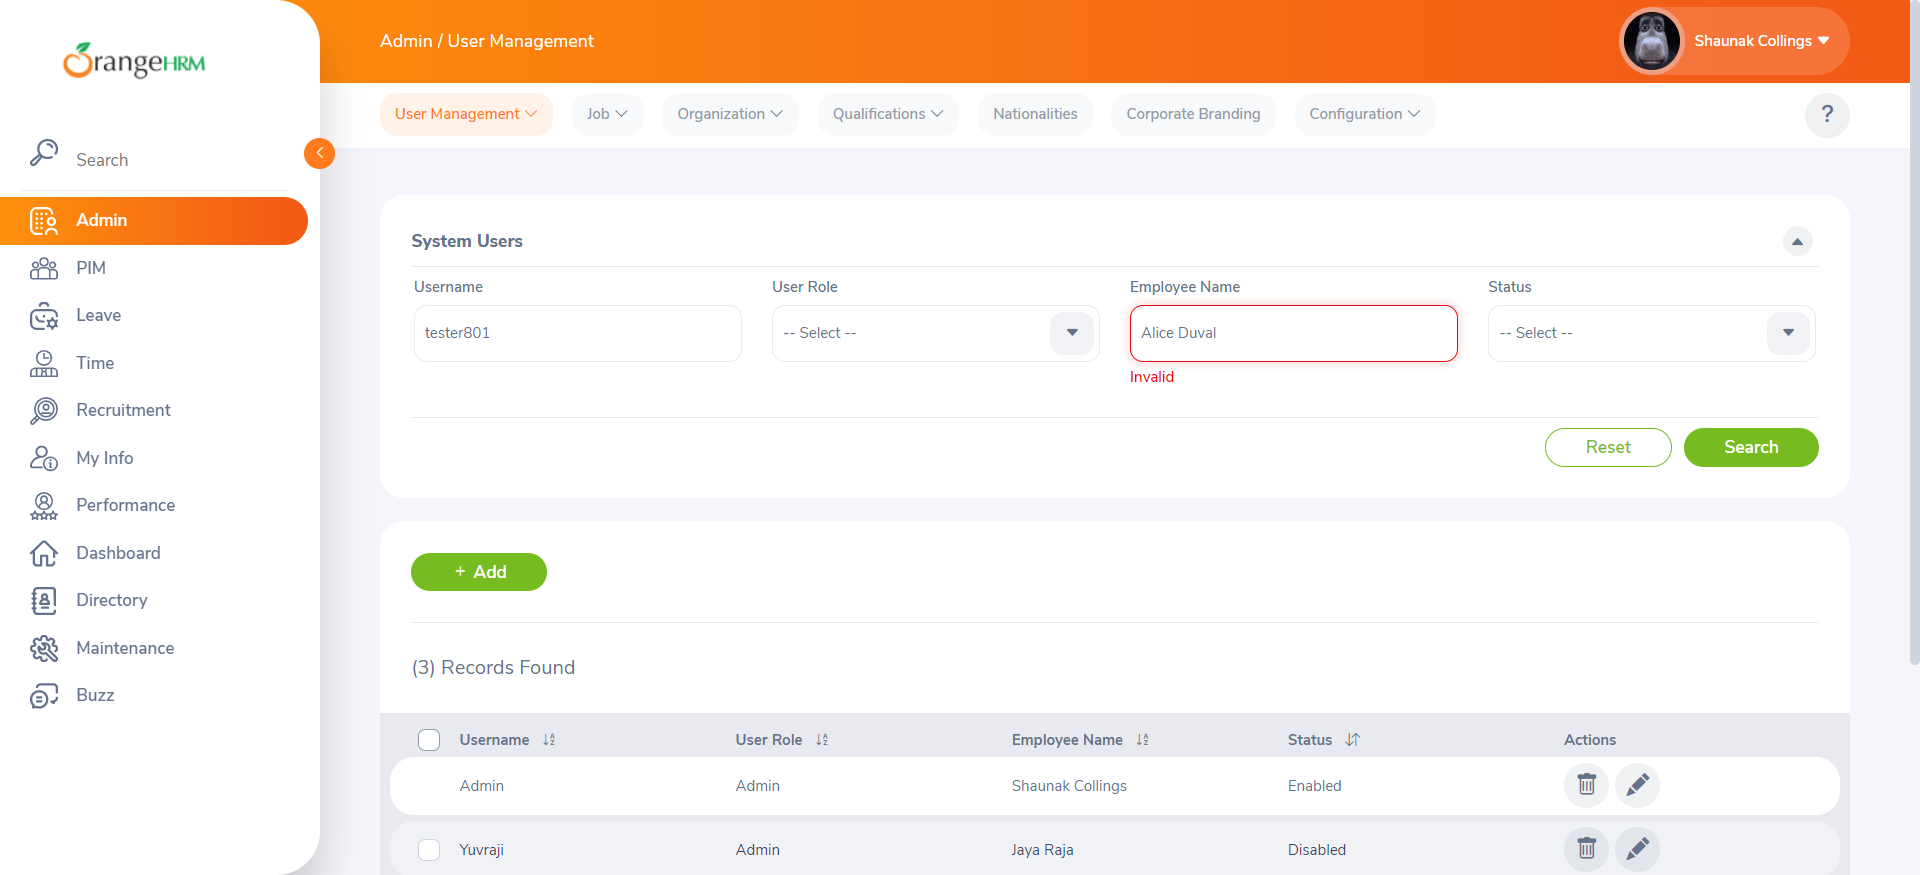 OrangeHRM
Admin / User Management
Shaunak Collings
Search
User Management
Job
Organization
Qualifications
Nationalities
Corporate Branding
Configuration
?
Admin
PIM
Leave
Time
Recruitment
My Info
Performance
Dashboard
Directory
Maintenance
Buzz
System Users
Username
User Role
Employee Name
Status
tester801
-- Select --
Alice Duval
-- Select --
Invalid
Reset
Search
+ Add
(3) Records Found
Username
User Role
Employee Name
Status
Actions
Admin
Admin
Shaunak Collings
Enabled
Yuvraji
Admin
Jaya Raja
Disabled